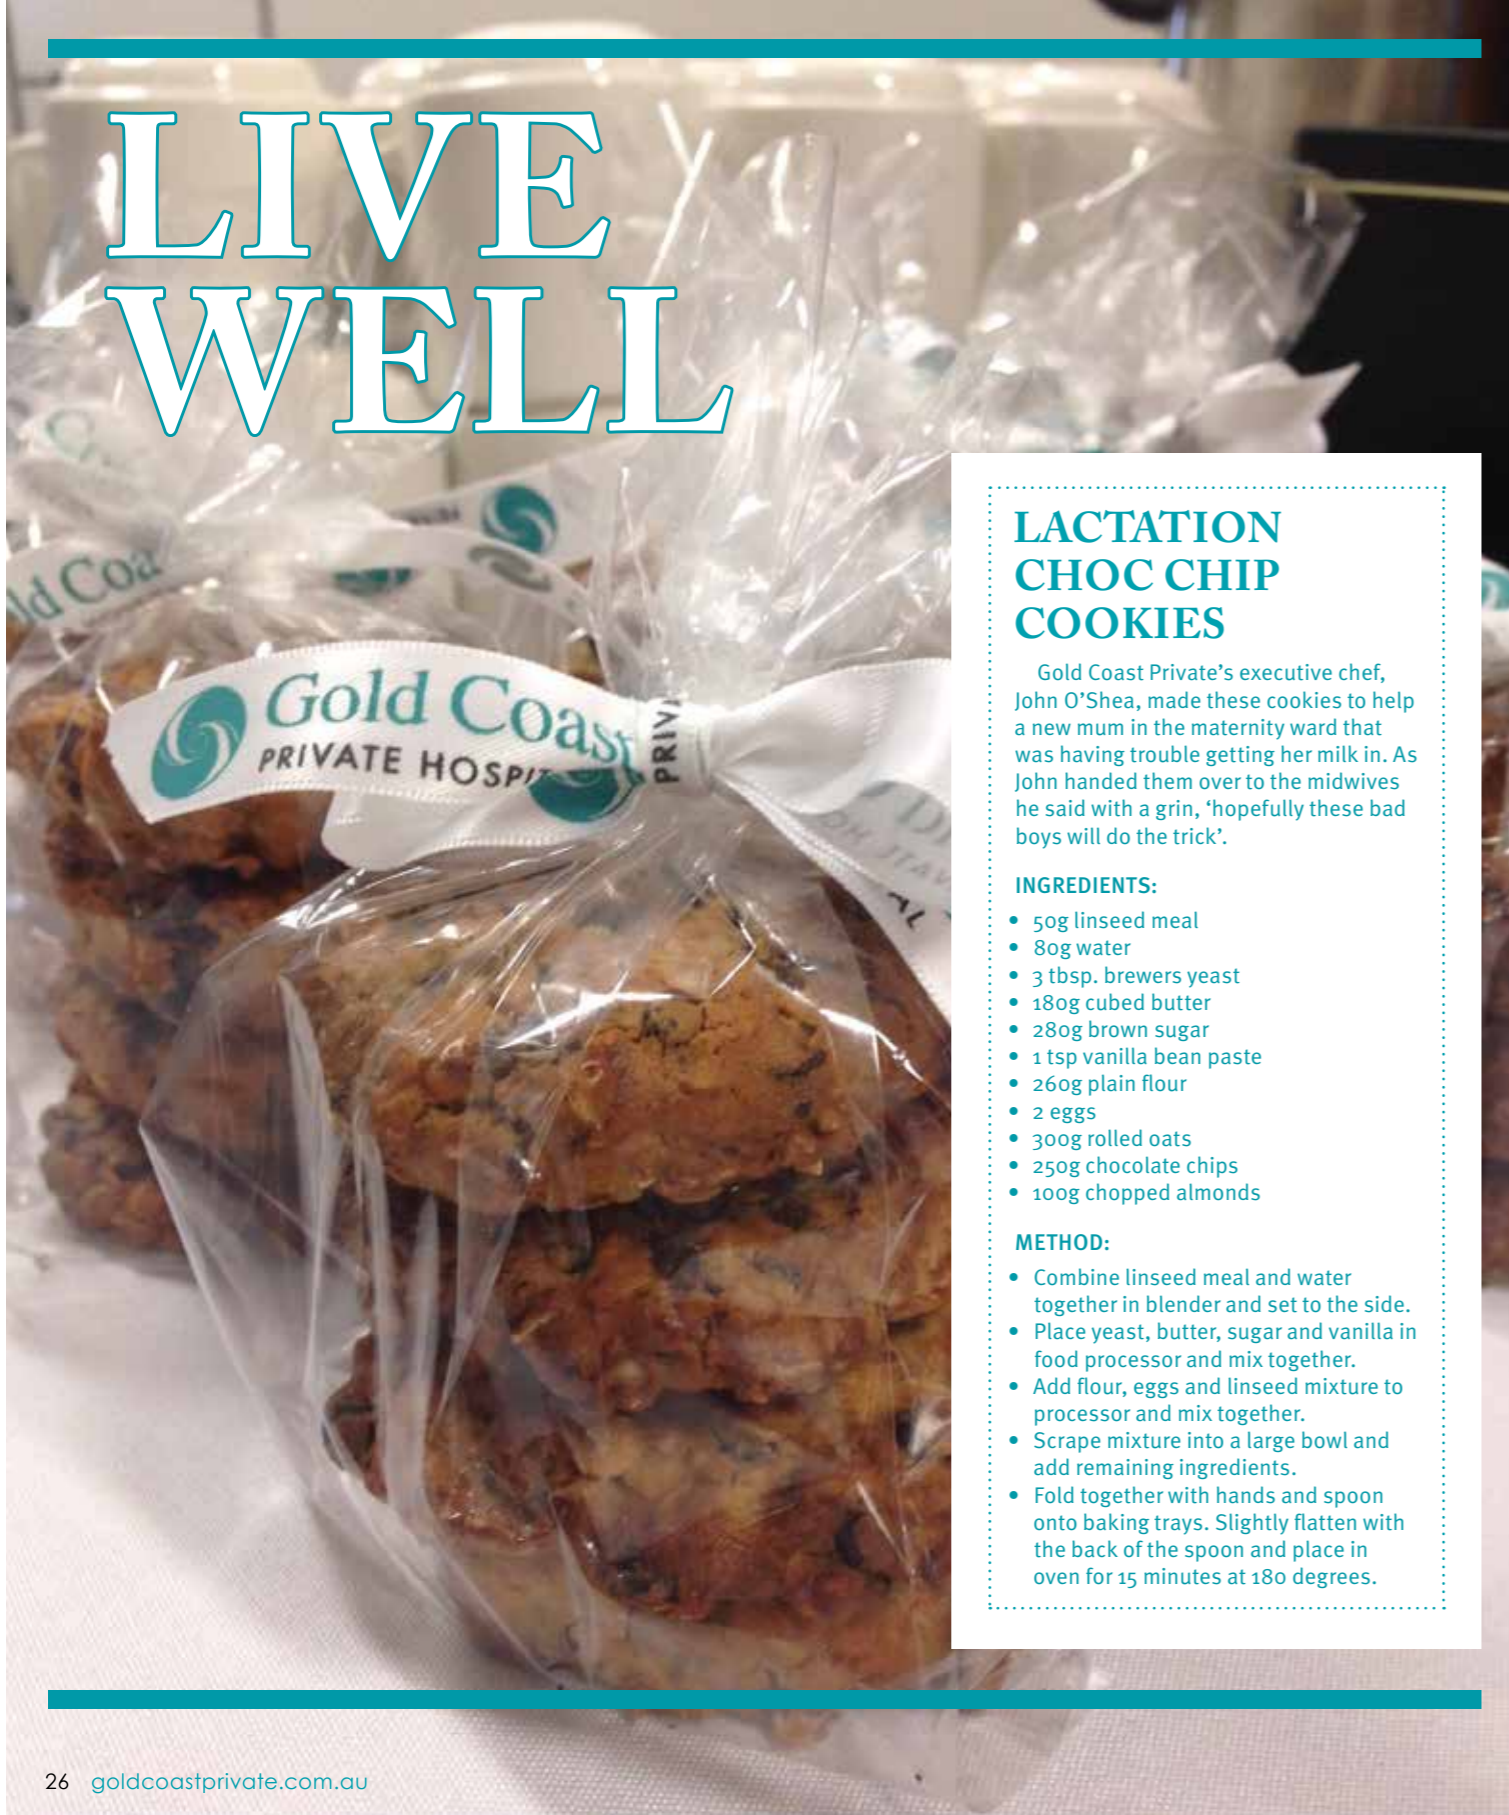 LIVE
WELL
ld Coa
Gold Coast
PRIVATE HOSPIT
PRIV
LACTATION
CHOC CHIP
COOKIES
Gold Coast Private’s executive chef,
John O’Shea, made these cookies to help
a new mum in the maternity ward that
was having trouble getting her milk in. As
John handed them over to the midwives
he said with a grin, ‘hopefully these bad
boys will do the trick’.
INGREDIENTS:
• 50g linseed meal
• 80g water
• 3 tbsp. brewers yeast
• 180g cubed butter
• 280g brown sugar
• 1 tsp vanilla bean paste
• 260g plain flour
• 2 eggs
• 300g rolled oats
• 250g chocolate chips
• 100g chopped almonds
METHOD:
• Combine linseed meal and water
together in blender and set to the side.
• Place yeast, butter, sugar and vanilla in
food processor and mix together.
• Add flour, eggs and linseed mixture to
processor and mix together.
• Scrape mixture into a large bowl and
add remaining ingredients.
• Fold together with hands and spoon
onto baking trays. Slightly flatten with
the back of the spoon and place in
oven for 15 minutes at 180 degrees.
26 goldcoastprivate.com.au